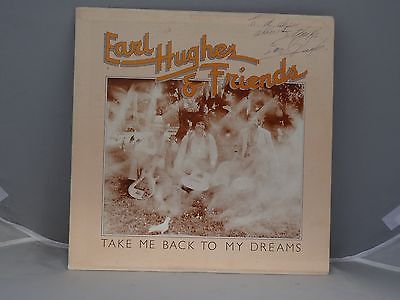 Earl Hughes
& Friends
TAKE ME BACK TO MY DREAMS